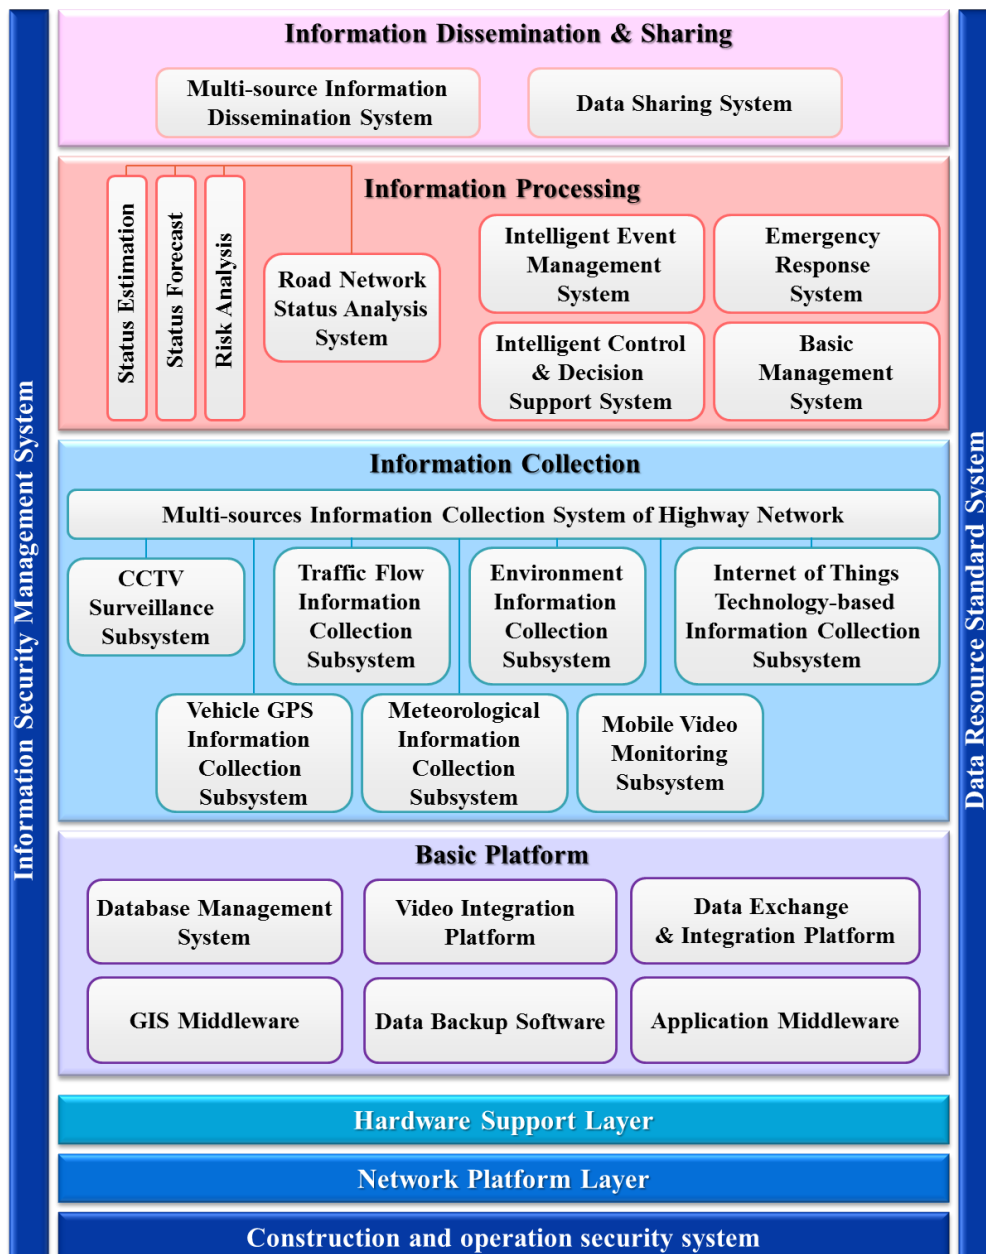 Information Security Management System
Information Dissemination & Sharing
Multi-source Information
Dissemination System
Data Sharing System
Information Processing
Status Estimation
Status Forecast
Risk Analysis
Road Network
Status Analysis
System
Intelligent Event
Management
System
Emergency
Response
System
Intelligent Control
& Decision
Support System
Basic
Management
System
Information Collection
Multi-sources Information Collection System of Highway Network
CCTV
Surveillance
Subsystem
Traffic Flow
Information
Collection
Subsystem
Environment
Information
Collection
Subsystem
Internet of Things
Technology-based
Information Collection
Subsystem
Vehicle GPS
Information
Collection
Subsystem
Meteorological
Information
Collection
Subsystem
Mobile Video
Monitoring
Subsystem
Basic Platform
Database Management
System
Video Integration
Platform
Data Exchange
& Integration Platform
GIS Middleware
Data Backup Software
Application Middleware
Hardware Support Layer
Network Platform Layer
Construction and operation security system
Data Resource Standard System